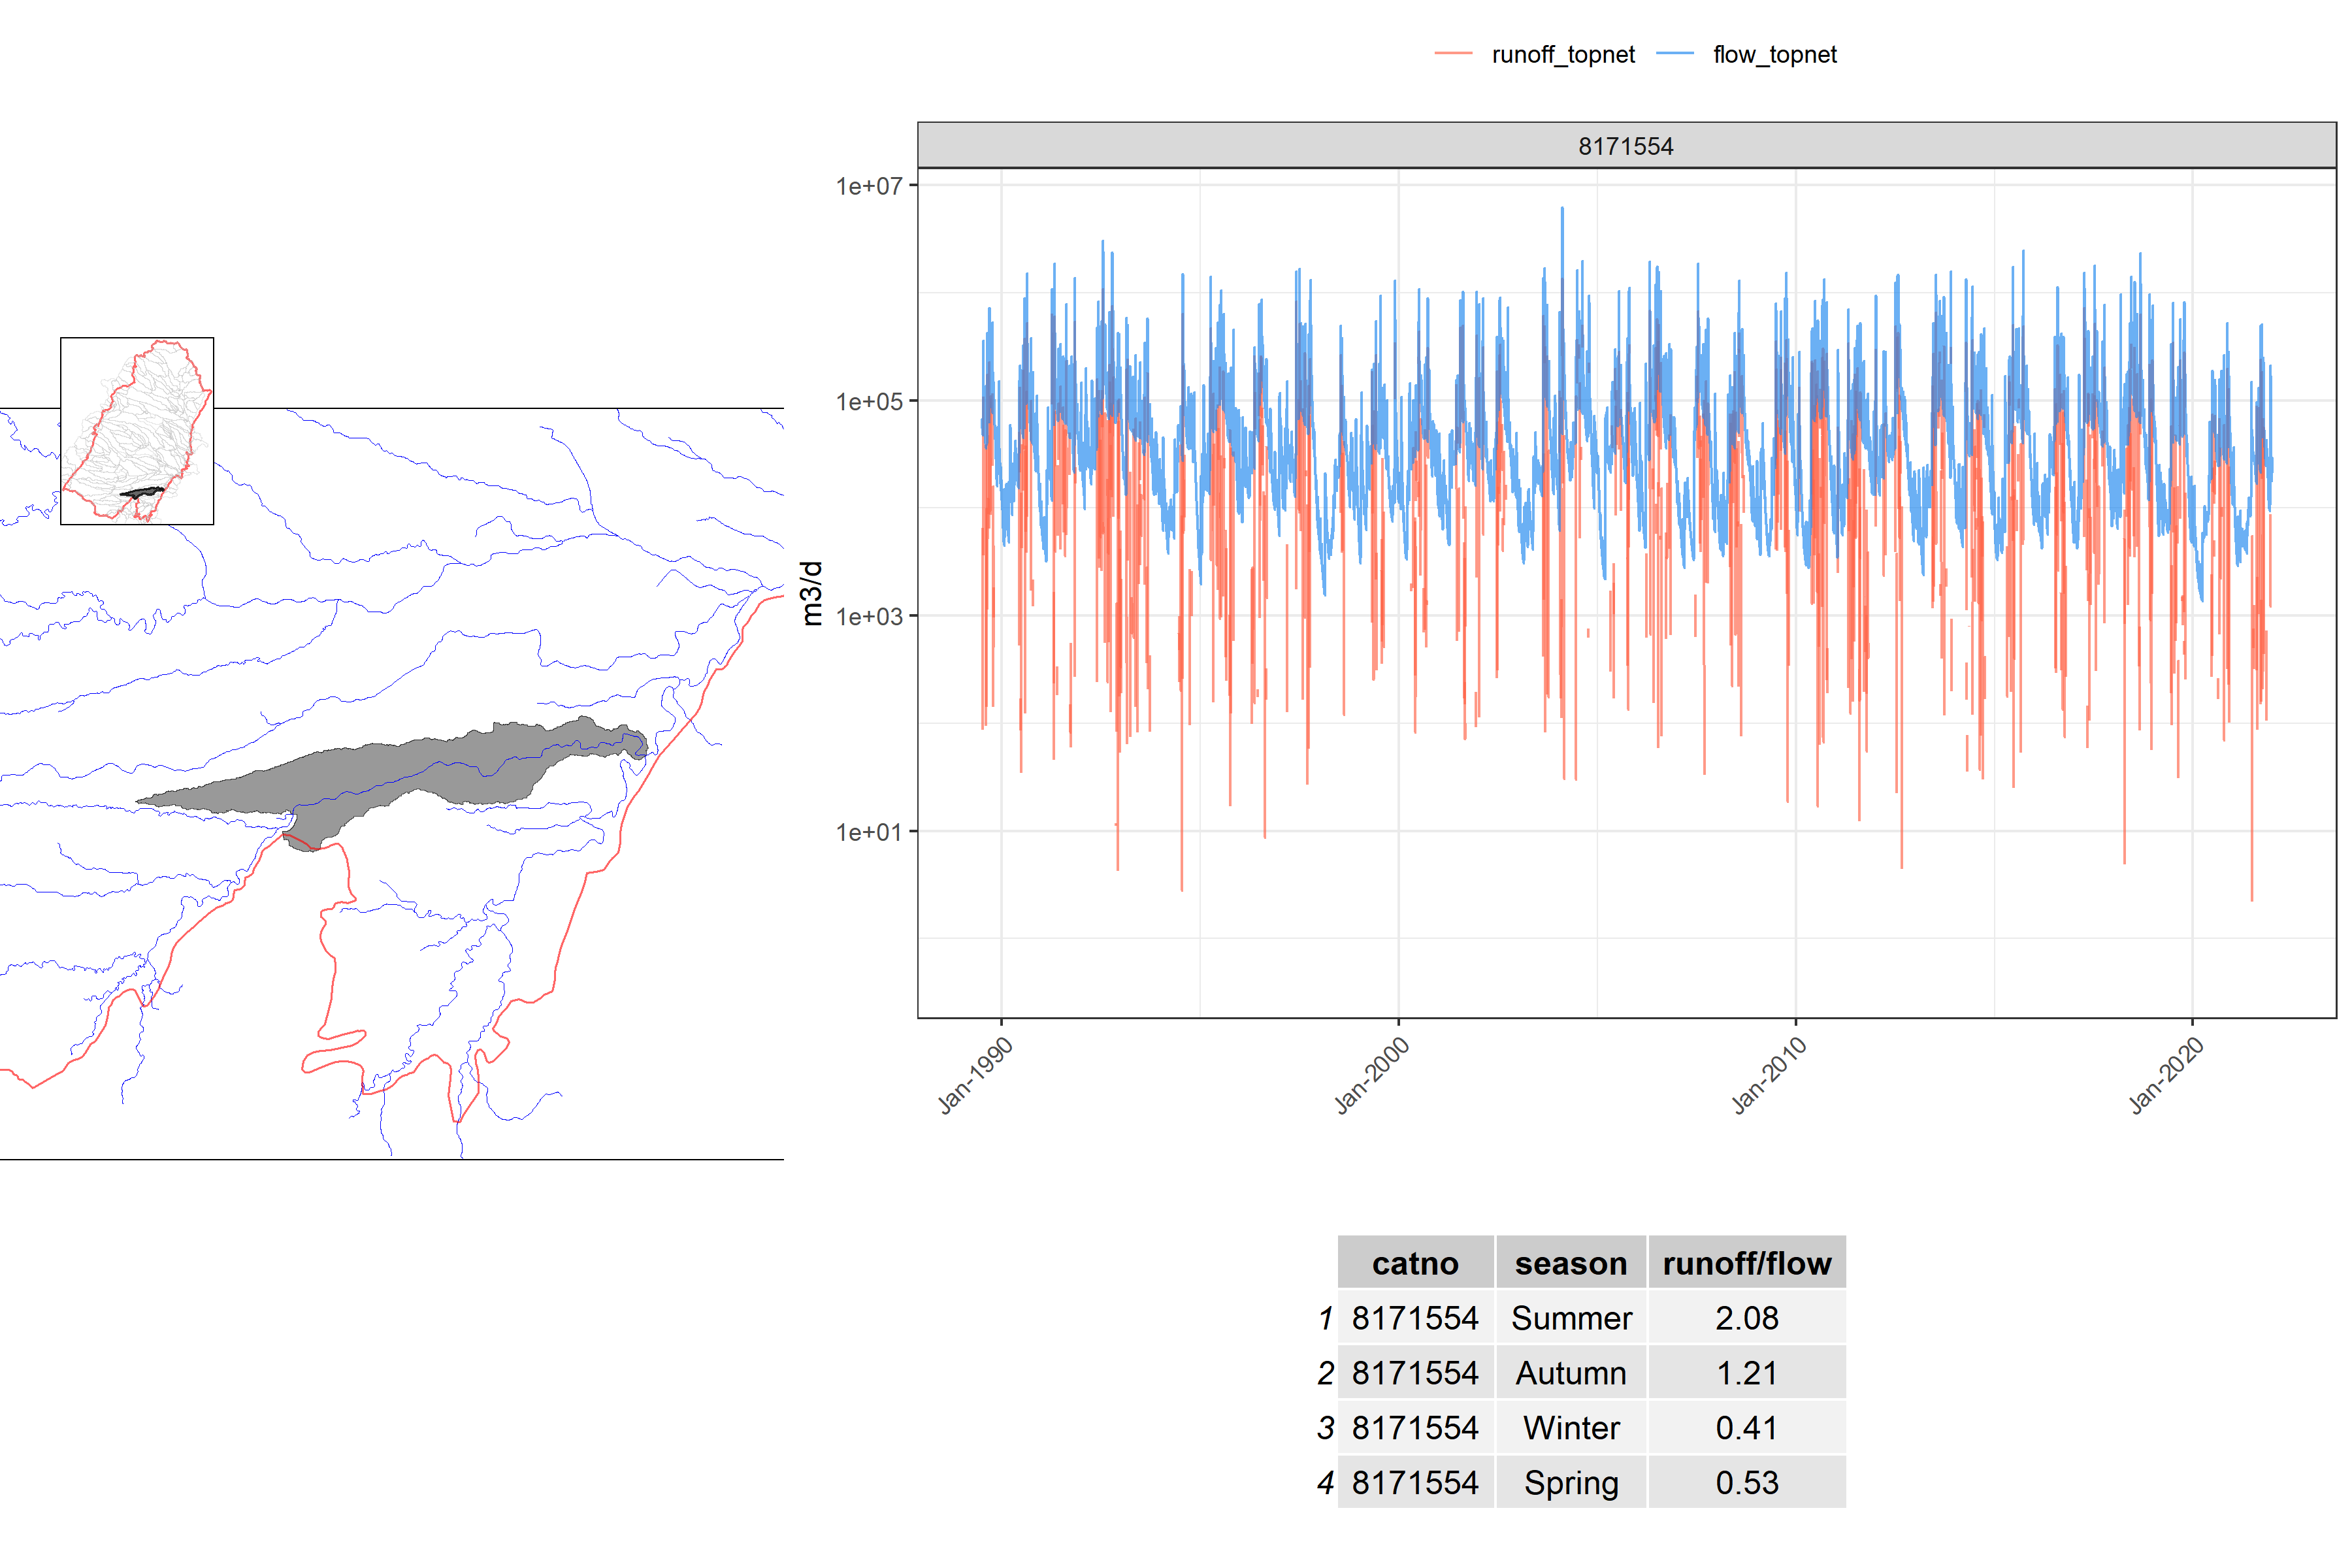 runoff_topnet flow_topnet
8171554
1e+07
1e+05
1e+03
1e+01
m3/d
Jan-1990 Jan-2000 Jan-2010 Jan-2020
catno season runoff/flow
1 8171554 Summer 2.08
2 8171554 Autumn 1.21
3 8171554 Winter 0.41
4 8171554 Spring 0.53